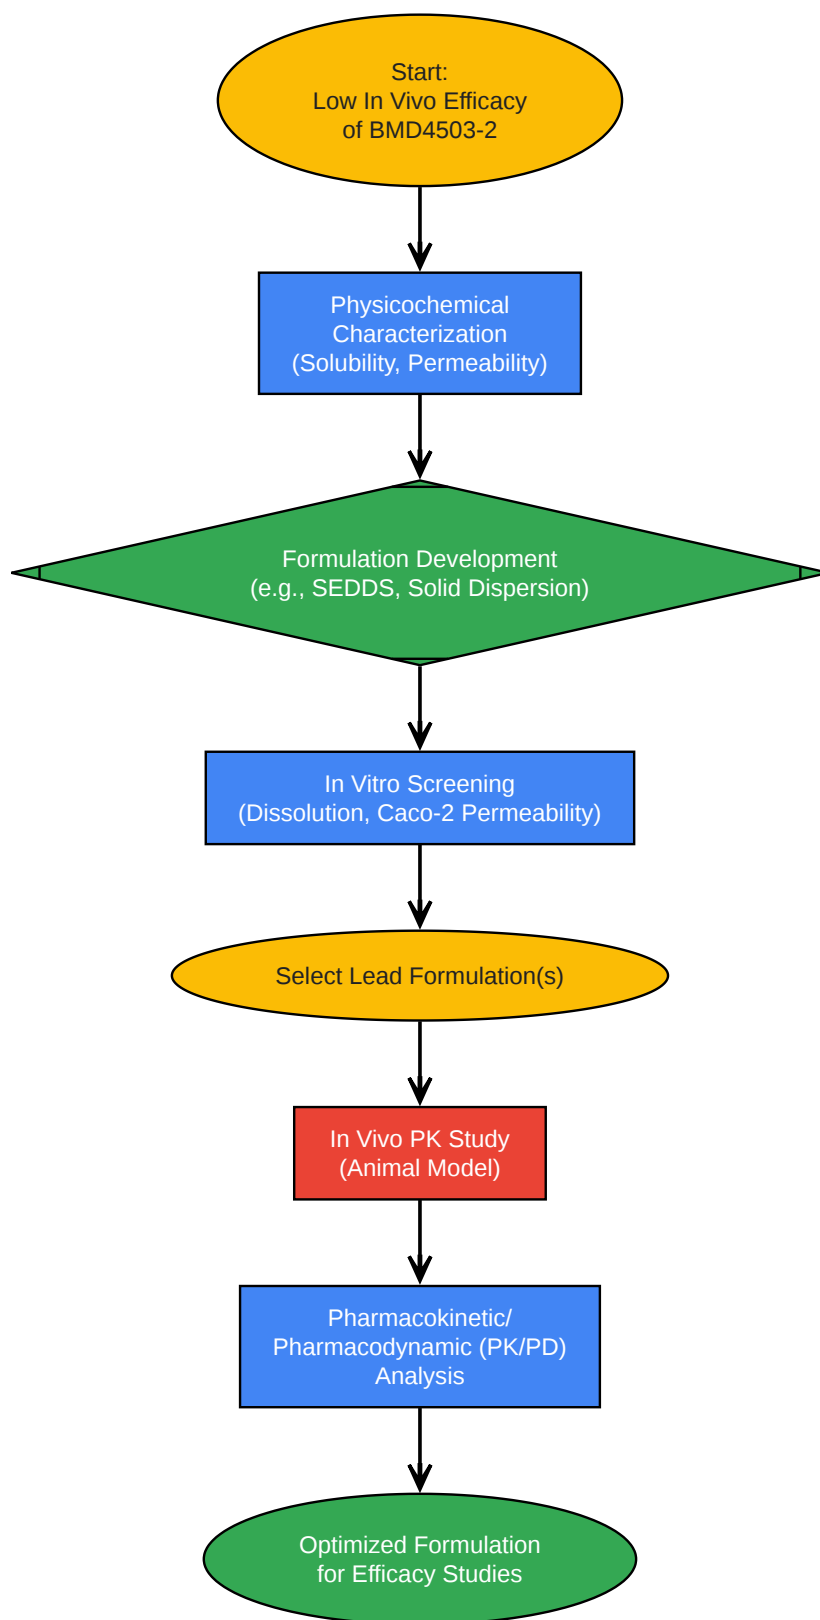 Start:
Low In Vivo Efficacy
of BMD4503-2
Physicochemical
Characterization
(Solubility, Permeability)
Formulation Development
(e.g., SEDDS, Solid Dispersion)
In Vitro Screening
(Dissolution, Caco-2 Permeability)
Select Lead Formulation(s)
In Vivo PK Study
(Animal Model)
Pharmacokinetic/
Pharmacodynamic (PK/PD)
Analysis
Optimized Formulation
for Efficacy Studies